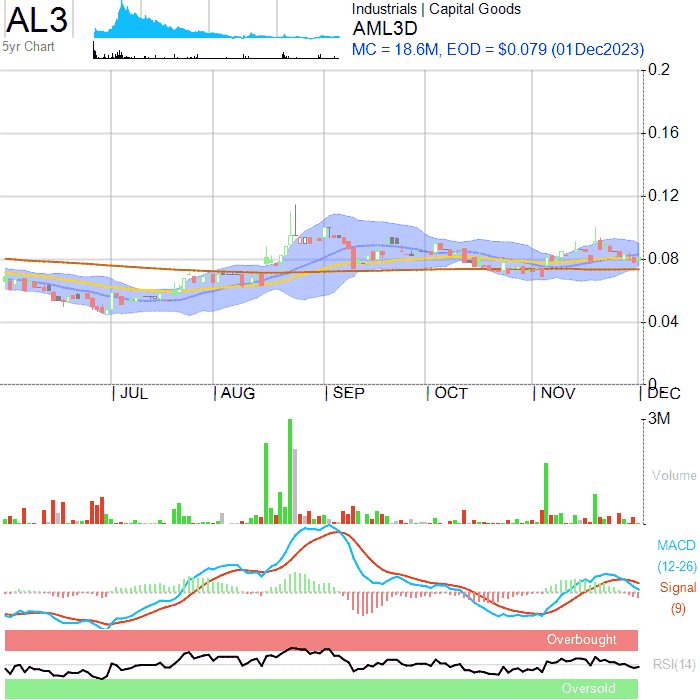 AL3
5yr Chart
Industrials | Capital Goods
AML3D
MC = 18.6M, EOD = $0.079 (01Dec2023)
0.2
0.16
0.12
0.08
0.04
0
JUL
AUG
SEP
OCT
NOV
DEC
3M
Volume
MACD
(12-26)
Signal
(9)
Overbought
RSI(14)
Oversold